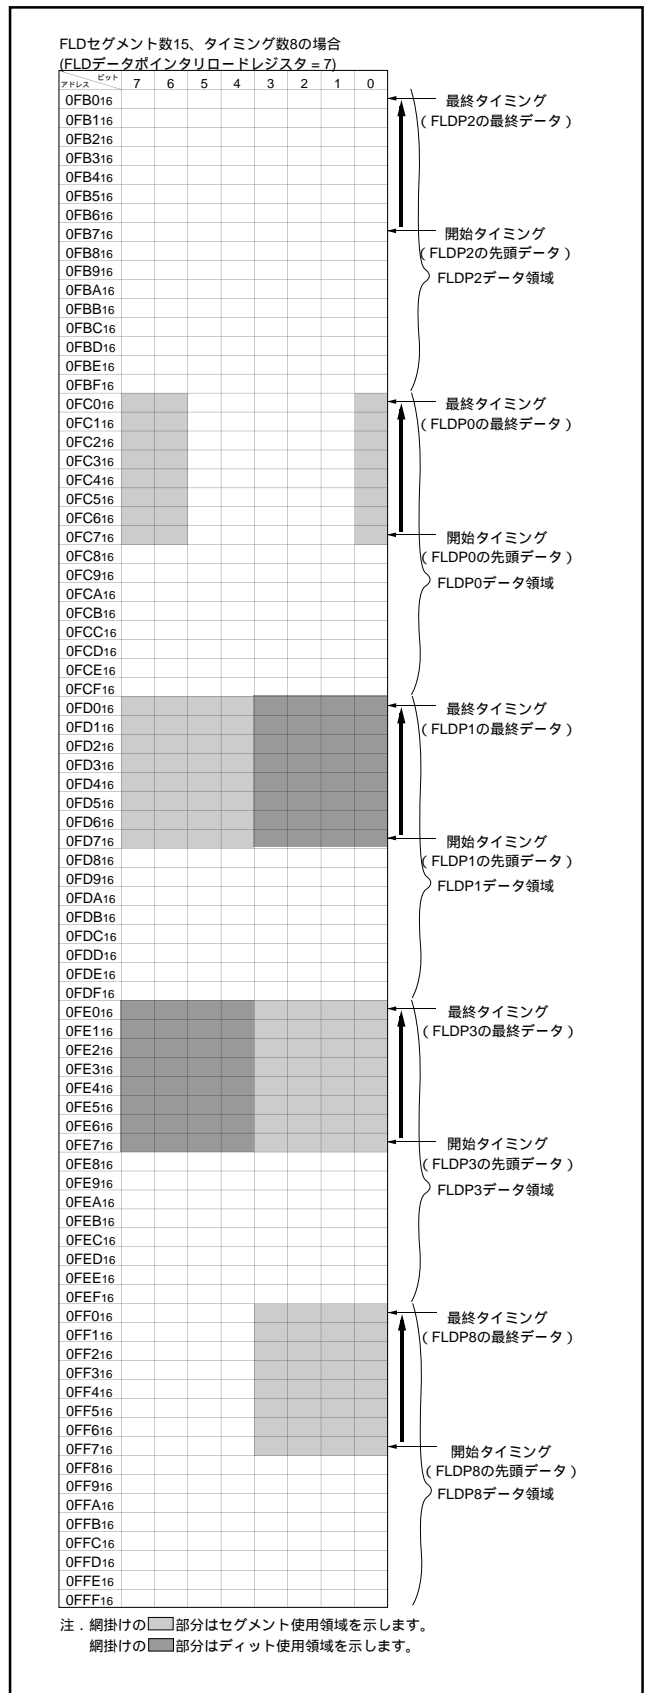 FLDセグメント数15、タイミング数8の場合
(FLDデータポインタリロードレジスタ = 7)
アドレス ビット 7 6 5 4 3 2 1 0
0FB016 最終タイミング
0FB116 （FLDP2の最終データ）
0FB216
0FB316
0FB416
0FB516
0FB616
0FB716 開始タイミング
0FB816 （FLDP2の先頭データ）
0FB916 FLDP2データ領域
0FBA16
0FBB16
0FBC16
0FBD16
0FBE16
0FBF16
0FC016 最終タイミング
0FC116 （FLDP0の最終データ）
0FC216
0FC316
0FC416
0FC516
0FC616
0FC716 開始タイミング
0FC816 （FLDP0の先頭データ）
0FC916 FLDP0データ領域
0FCA16
0FCB16
0FCC16
0FCD16
0FCE16
0FCF16
0FD016 最終タイミング
0FD116 （FLDP1の最終データ）
0FD216
0FD316
0FD416
0FD516
0FD616
0FD716 開始タイミング
0FD816 （FLDP1の先頭データ）
0FD916 FLDP1データ領域
0FDA16
0FDB16
0FDC16
0FDD16
0FDE16
0FDF16
0FE016 最終タイミング
0FE116 （FLDP3の最終データ）
0FE216
0FE316
0FE416
0FE516
0FE616
0FE716 開始タイミング
0FE816 （FLDP3の先頭データ）
0FE916 FLDP3データ領域
0FEA16
0FEB16
0FEC16
0FED16
0FEE16
0FEF16
0FF016 最終タイミング
0FF116 （FLDP8の最終データ）
0FF216
0FF316
0FF416
0FF516
0FF616
0FF716 開始タイミング
0FF816 （FLDP8の先頭データ）
0FF916 FLDP8データ領域
0FFA16
0FFB16
0FFC16
0FFD16
0FFE16
0FFF16
注．網掛けの 部分はセグメント使用領域を示します。
網掛けの 部分はディット使用領域を示します。